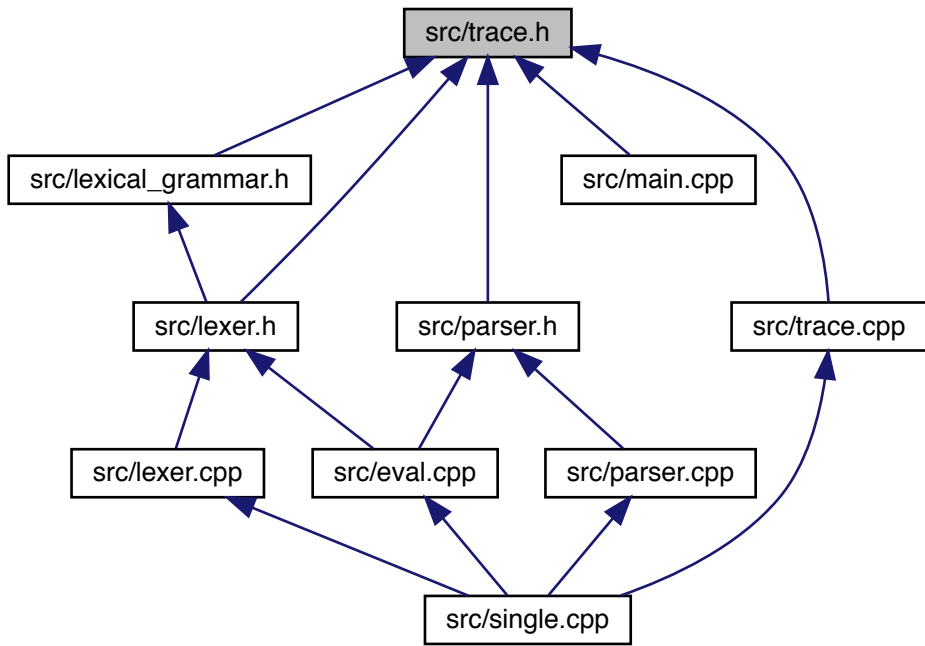 src/trace.h
src/lexical_grammar.h
src/main.cpp
src/lexer.h
src/parser.h
src/trace.cpp
src/lexer.cpp
src/eval.cpp
src/parser.cpp
src/single.cpp